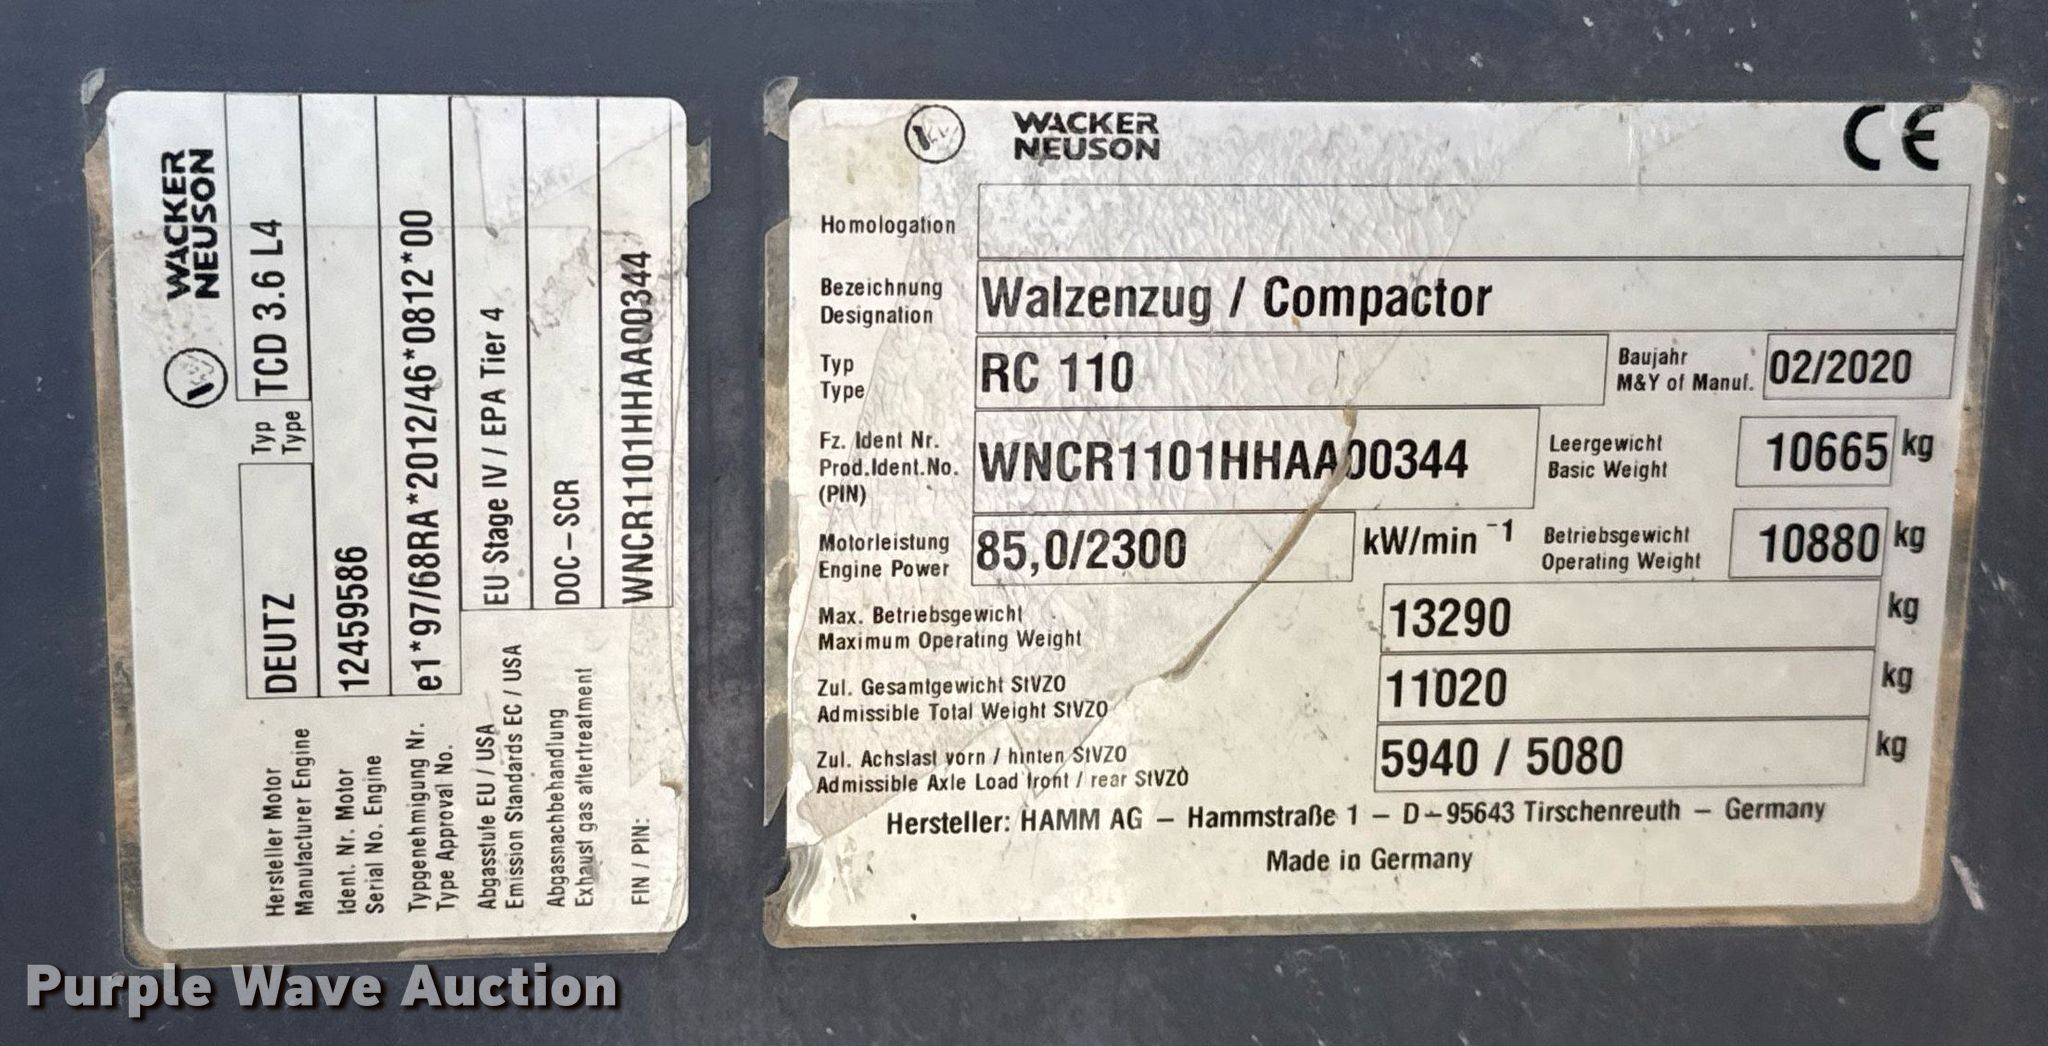 WACKER
NEUSON
Hersteller Motor
Manufacturer Engine
DEUTZ
Typ
Type
TCD 3.6 L4
Ident. Nr. Motor
Serial No. Engine
12459586
Typgenehmigung Nr.
Type Approval No.
e1*97/68RA*2012/46*0812*00
Abgasstufe EU / USA
Emission Standards EC / USA
EU Stage IV / EPA Tier 4
Abgasnachbehandlung
Exhaust gas aftertreatment
DOC-SCR
FIN / PIN:
WNCR1101HHAA00344
WACKER
NEUSON
CE
Homologation
Bezeichnung
Designation
Walzenzug / Compactor
Typ
Type
RC 110
Baujahr
M&Y of Manuf.
02/2020
Fz. Ident Nr.
Prod.Ident.No.
(PIN)
WNCR1101HHAA00344
Leergewicht
Basic Weight
10665 kg
Motorleistung
Engine Power
85,0/2300 kW/min⁻¹
Betriebsgewicht
Operating Weight
10880 kg
Max. Betriebsgewicht
Maximum Operating Weight
13290 kg
Zul. Gesamtgewicht StVZO
Admissible Total Weight StVZO
11020 kg
Zul. Achslast vorn / hinten StVZO
Admissible Axle Load front / rear StVZO
5940 / 5080 kg
Hersteller: HAMM AG – Hammstraße 1 – D-95643 Tirschenreuth – Germany
Made in Germany
Purple Wave Auction